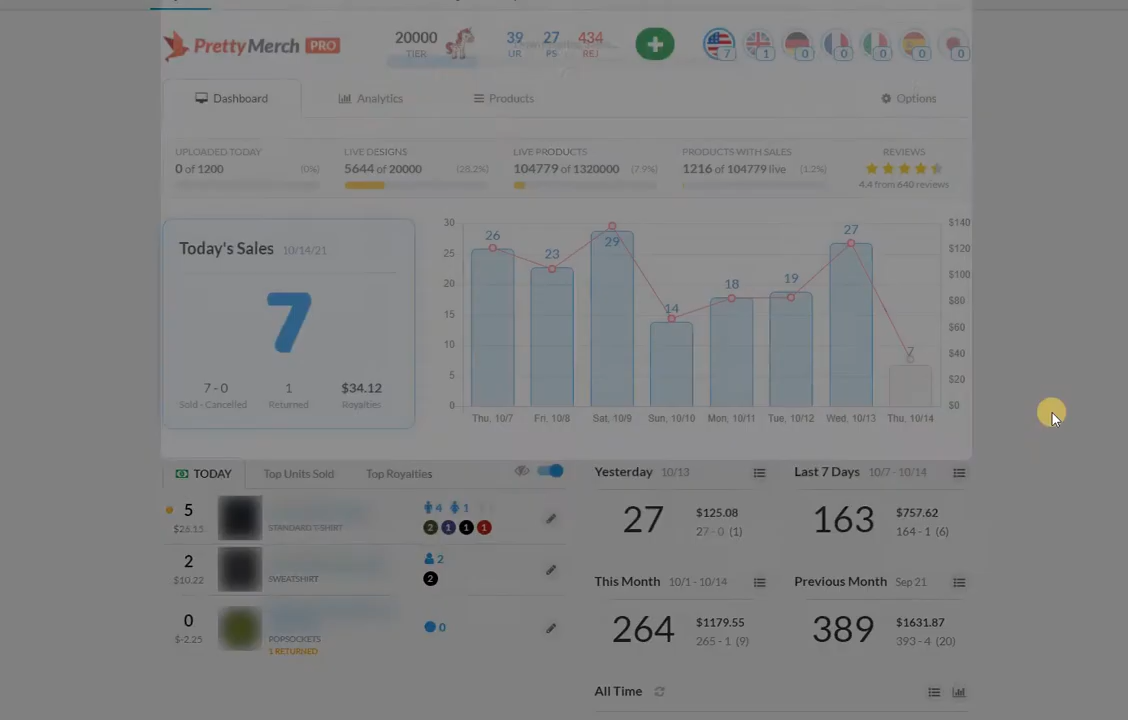 PrettyMerch PRO
20000 TIER 39 UR 27 PS 434 REJ 7 1 0 0 0 0 0
Dashboard Analytics Products Options
UPLOADED TODAY LIVE DESIGNS LIVE PRODUCTS PRODUCTS WITH SALES REVIEWS
0 of 1200 (0%) 5644 of 20000 (28.2%) 104779 of 1320000 (7.9%) 1216 of 104779 live (1.2%)
4.4 from 640 reviews
Today's Sales 10/14/21
7
7 - 0 1 $34.12
Sold - Cancelled Returned Royalties
30 25 20 15 10 5 0
26 23 29 14 18 19 27 7
$140 $120 $100 $80 $60 $40 $20 $0
Thu, 10/7 Fri, 10/8 Sat, 10/9 Sun, 10/10 Mon, 10/11 Tue, 10/12 Wed, 10/13 Thu, 10/14
TODAY Top Units Sold Top Royalties
5 4 1
$26.15 STANDARD T-SHIRT 2 1 1 1
2 2
$10.22 SWEATSHIRT 2
0 0
$-2.25 POPSOCKETS
1 RETURNED
Yesterday 10/13
27 $125.08
27 - 0 (1)
Last 7 Days 10/7 - 10/14
163 $757.62
164 - 1 (6)
This Month 10/1 - 10/14
264 $1179.55
265 - 1 (9)
Previous Month Sep 21
389 $1631.87
393 - 4 (20)
All Time